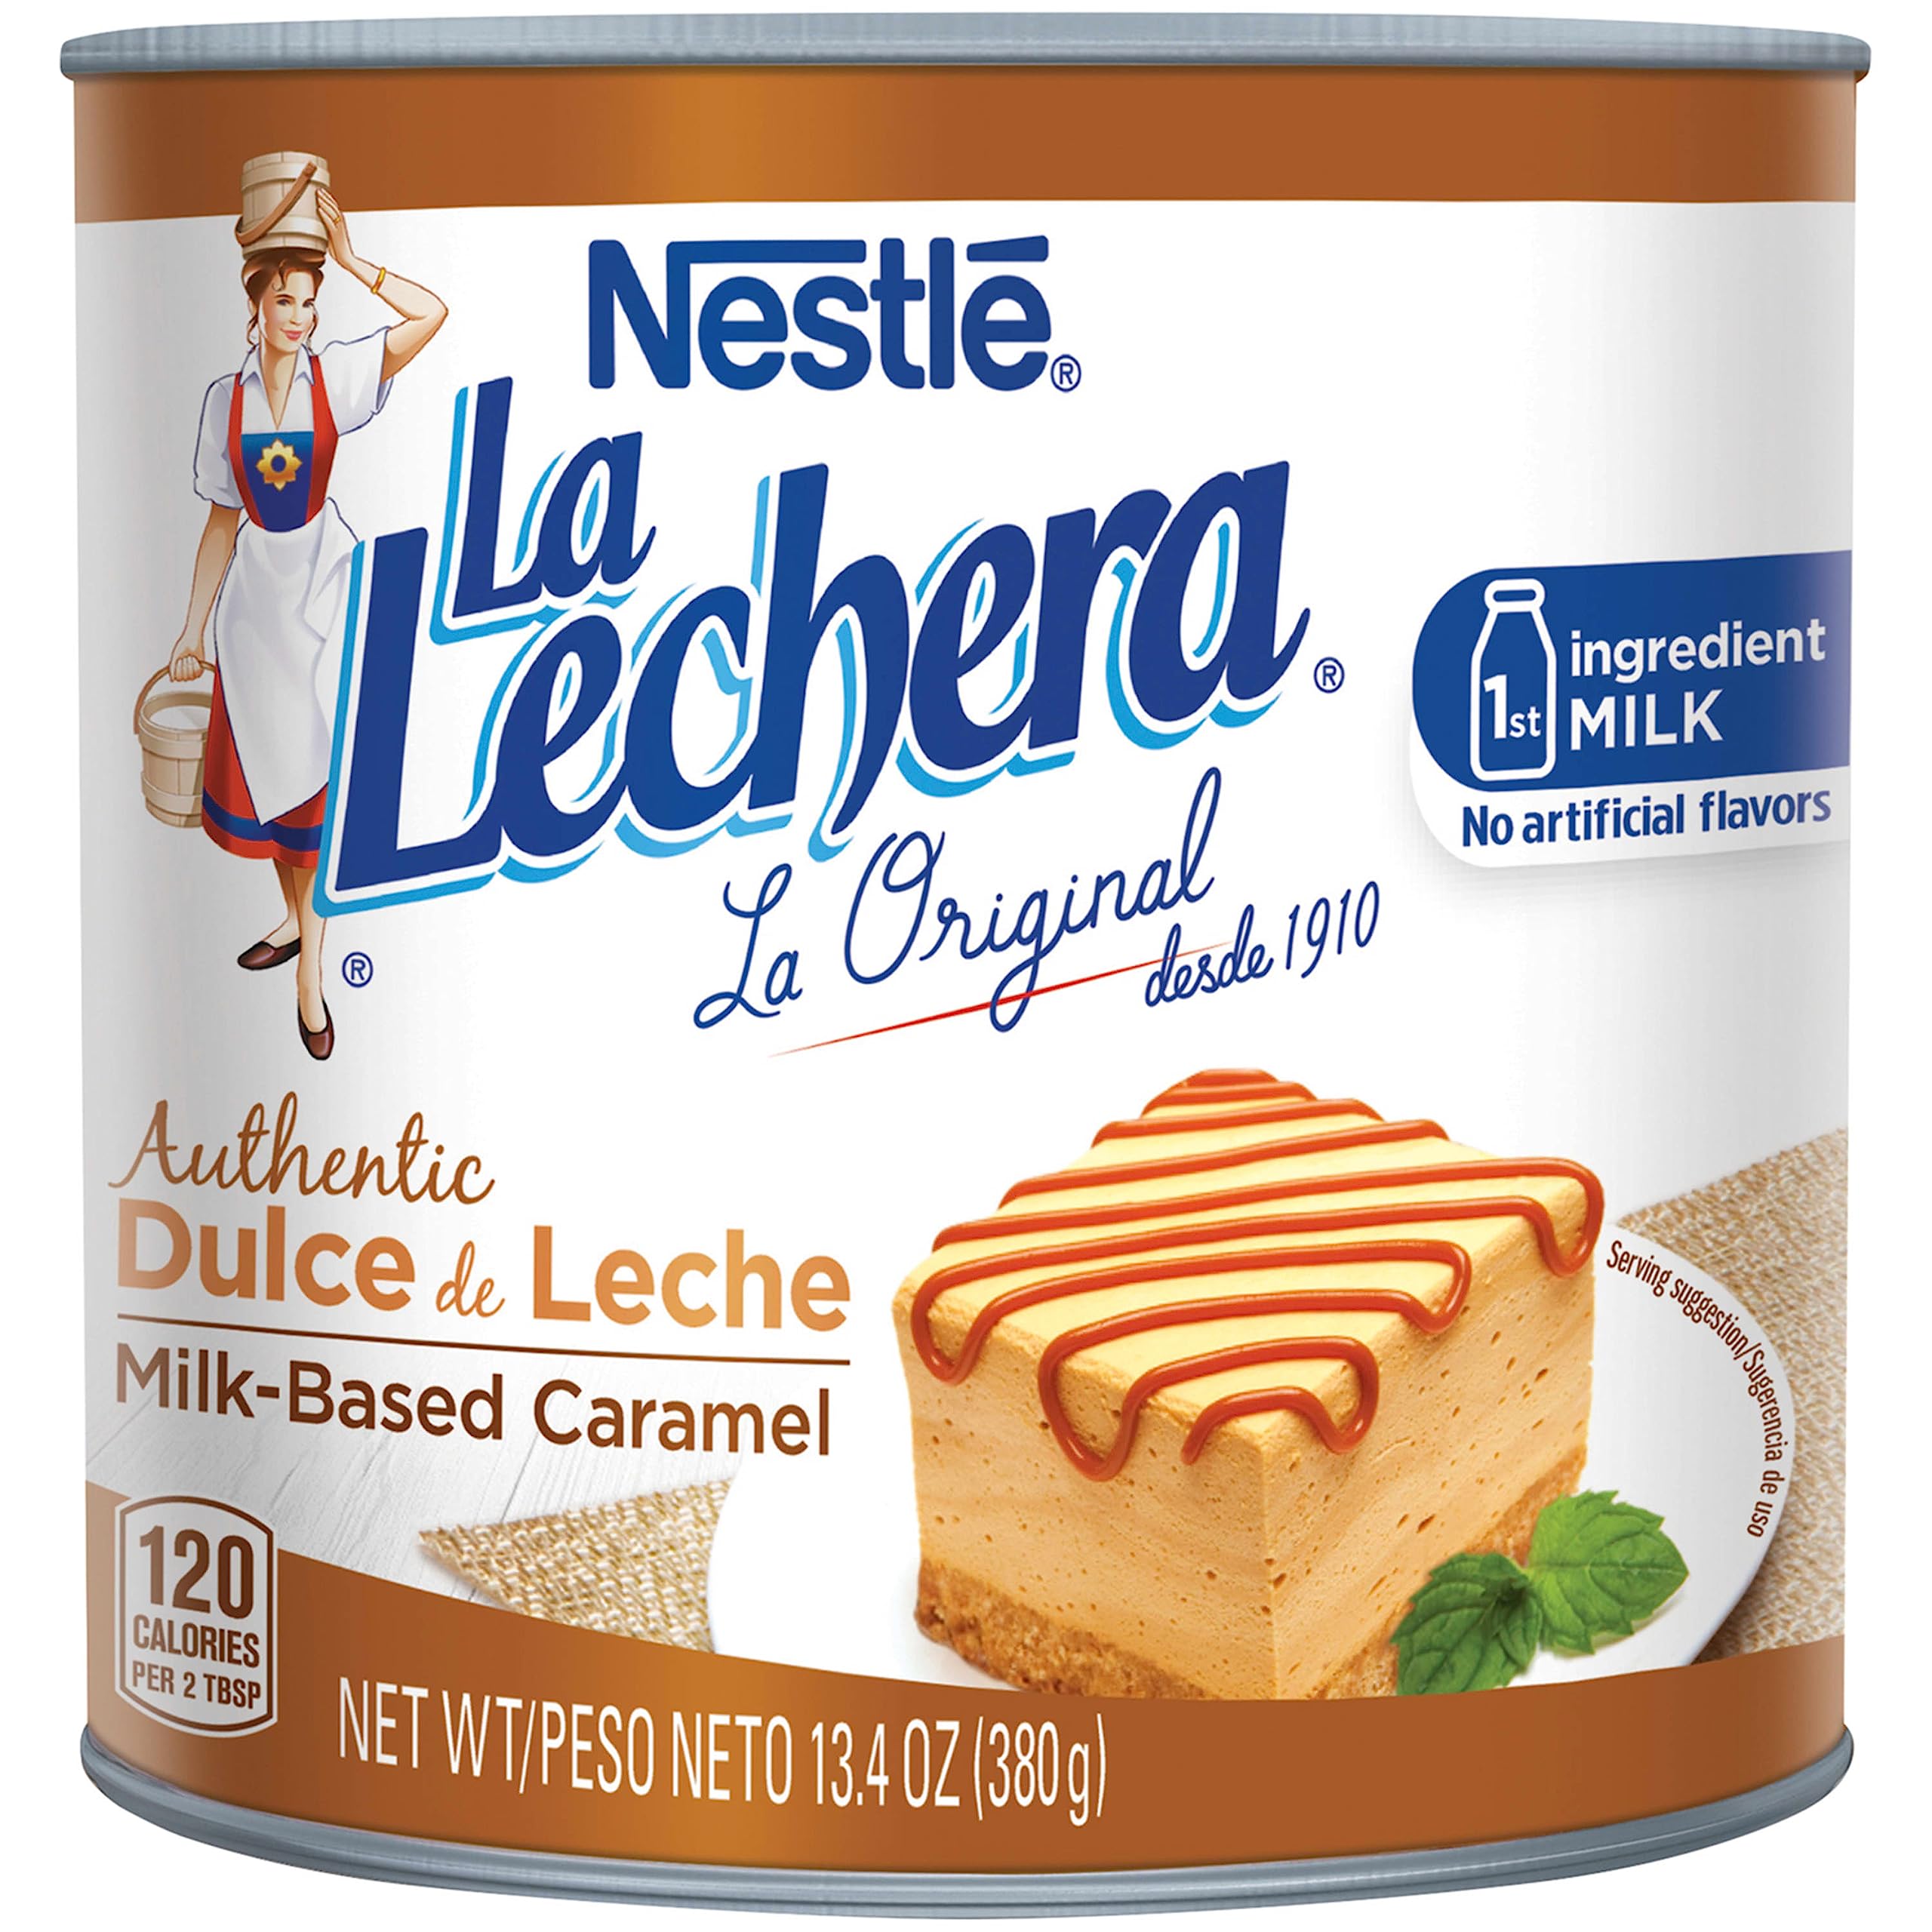 Nestlé®
La
Lechera®
La Original
desde 1910
®
1st ingredient
MILK
No artificial flavors
Authentic
Dulce de Leche
Milk-Based Caramel
Serving suggestion/Sugerencia de uso
120
CALORIES
PER 2 TBSP
NET WT/PESO NETO 13.4 OZ (380g)